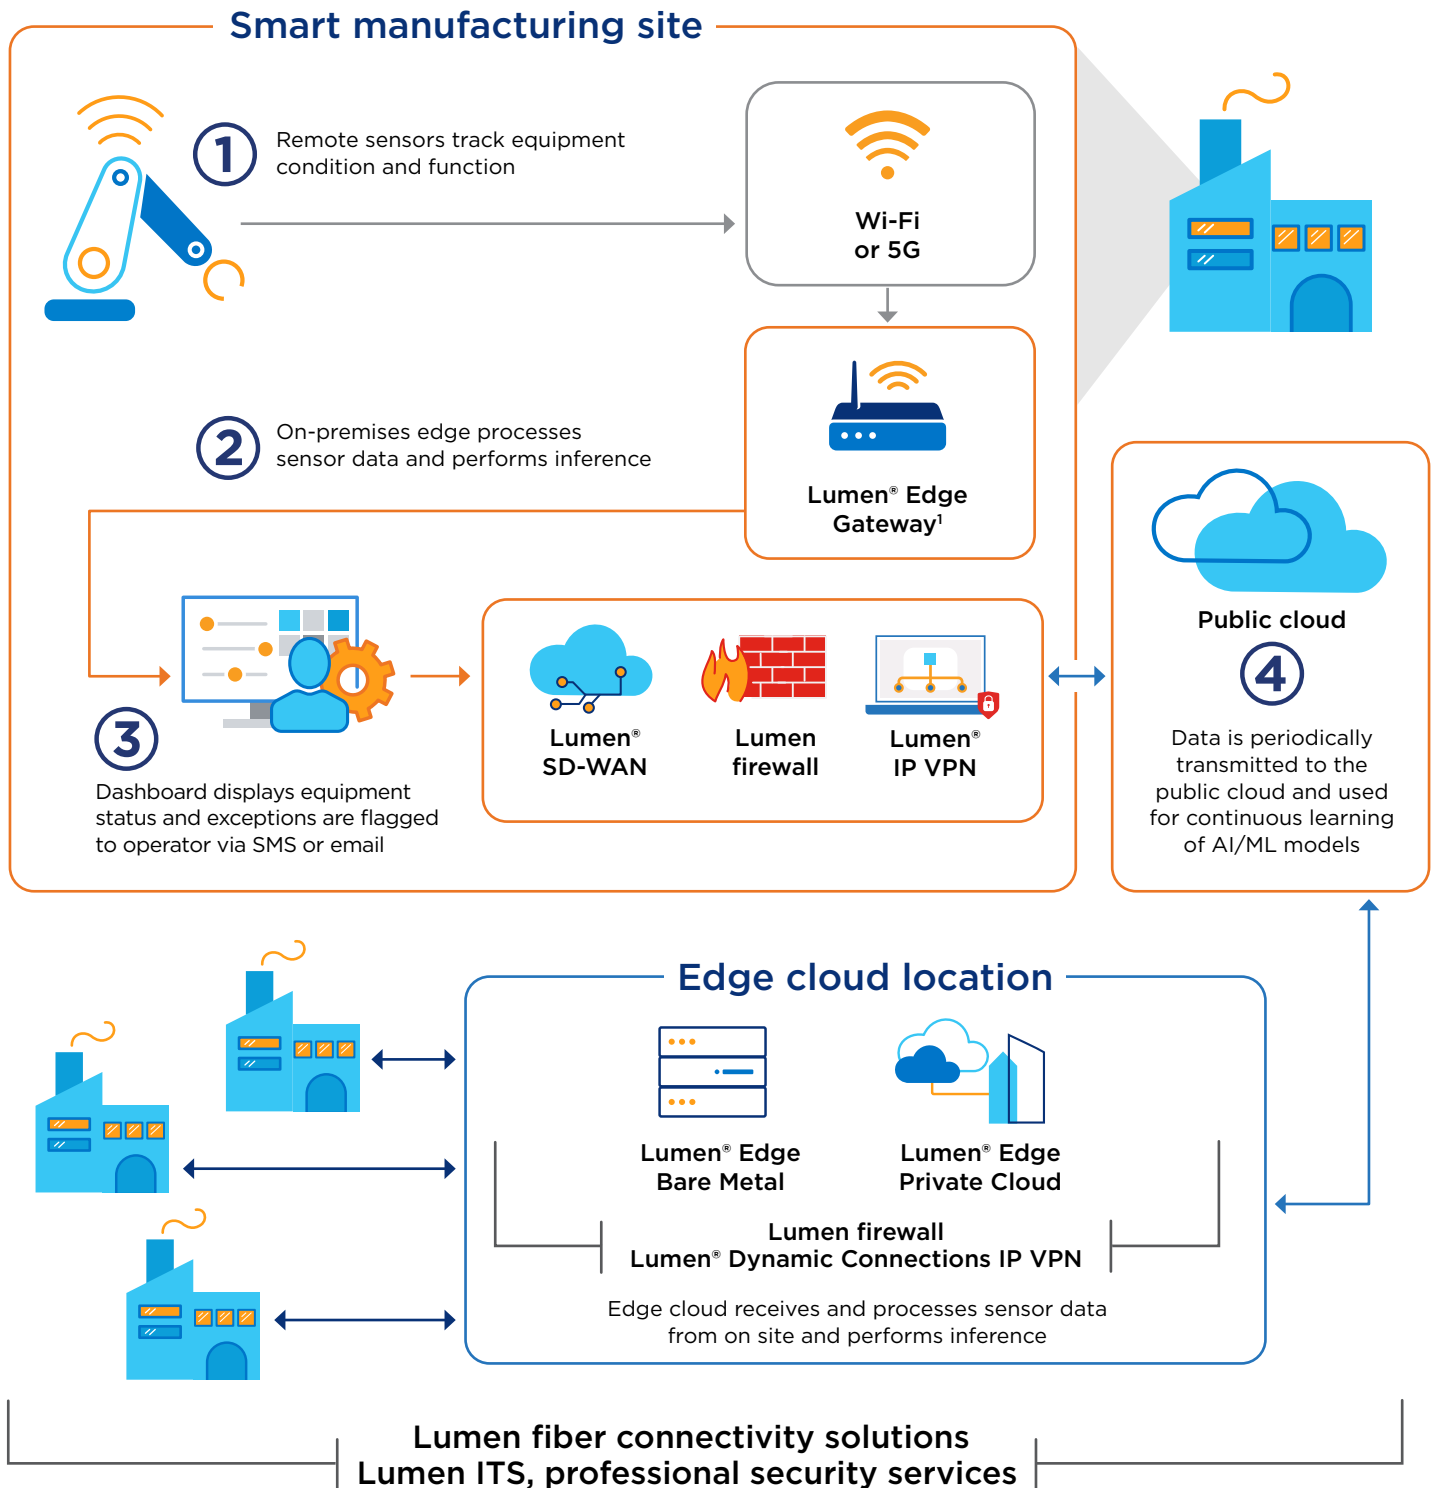 Smart manufacturing site
1
Remote sensors track equipment
condition and function
Wi-Fi
or 5G
2
On-premises edge processes
sensor data and performs inference
Lumen® Edge
Gateway¹
3
Dashboard displays equipment
status and exceptions are flagged
to operator via SMS or email
Lumen®
SD-WAN
Lumen
firewall
Lumen®
IP VPN
Public cloud
4
Data is periodically
transmitted to the
public cloud and used
for continuous learning
of AI/ML models
Edge cloud location
Lumen® Edge
Bare Metal
Lumen® Edge
Private Cloud
Lumen firewall
Lumen® Dynamic Connections IP VPN
Edge cloud receives and processes sensor data
from on site and performs inference
Lumen fiber connectivity solutions
Lumen ITS, professional security services